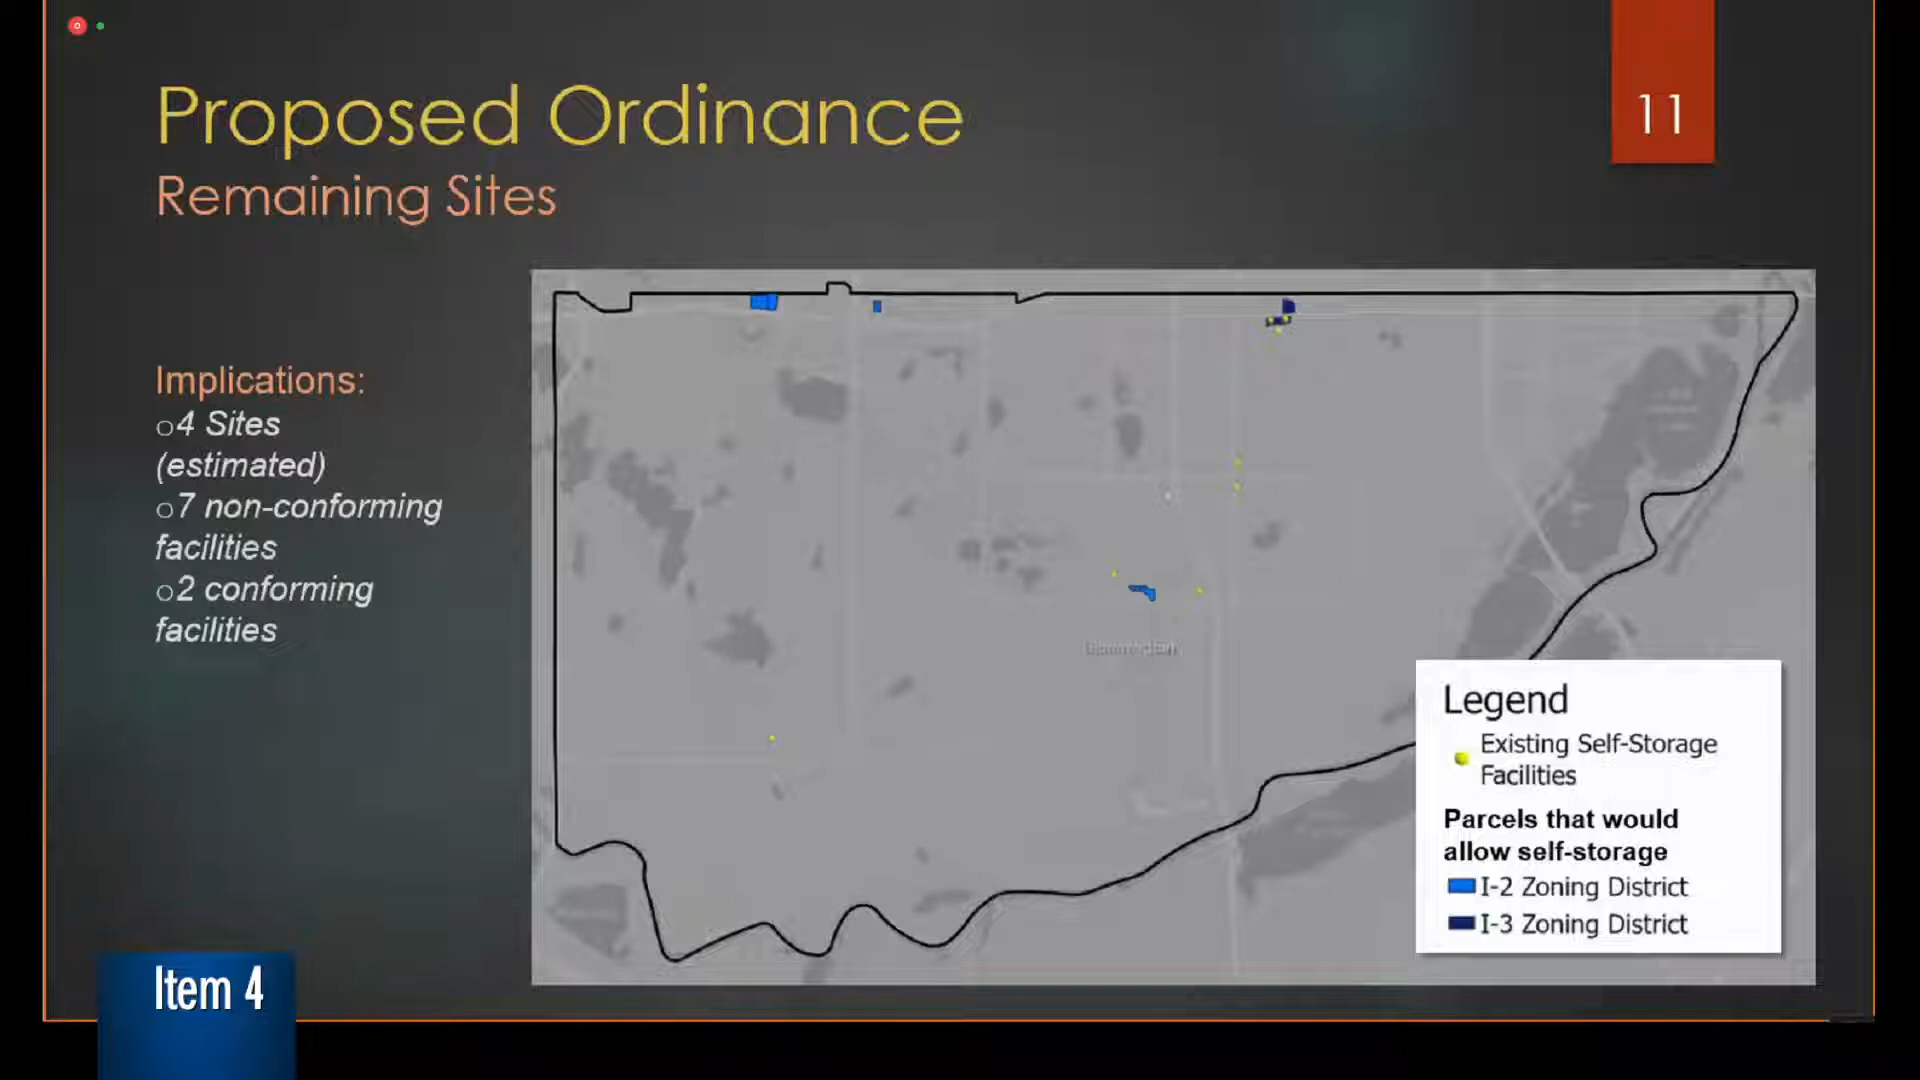 Proposed Ordinance
11
Remaining Sites
Implications:
o4 Sites
(estimated)
o7 non-conforming
facilities
o2 conforming
facilities
Legend
Existing Self-Storage
Facilities
Parcels that would
allow self-storage
I-2 Zoning District
I-3 Zoning District
Item 4